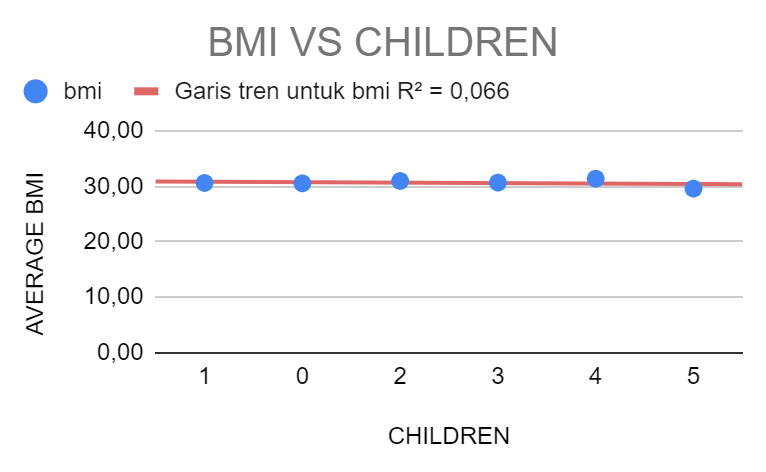 BMI VS CHILDREN
bmi
Garis tren untuk bmi R² = 0,066
40,00
30,00
20,00
10,00
0,00
AVERAGE BMI
1 0 2 3 4 5
CHILDREN